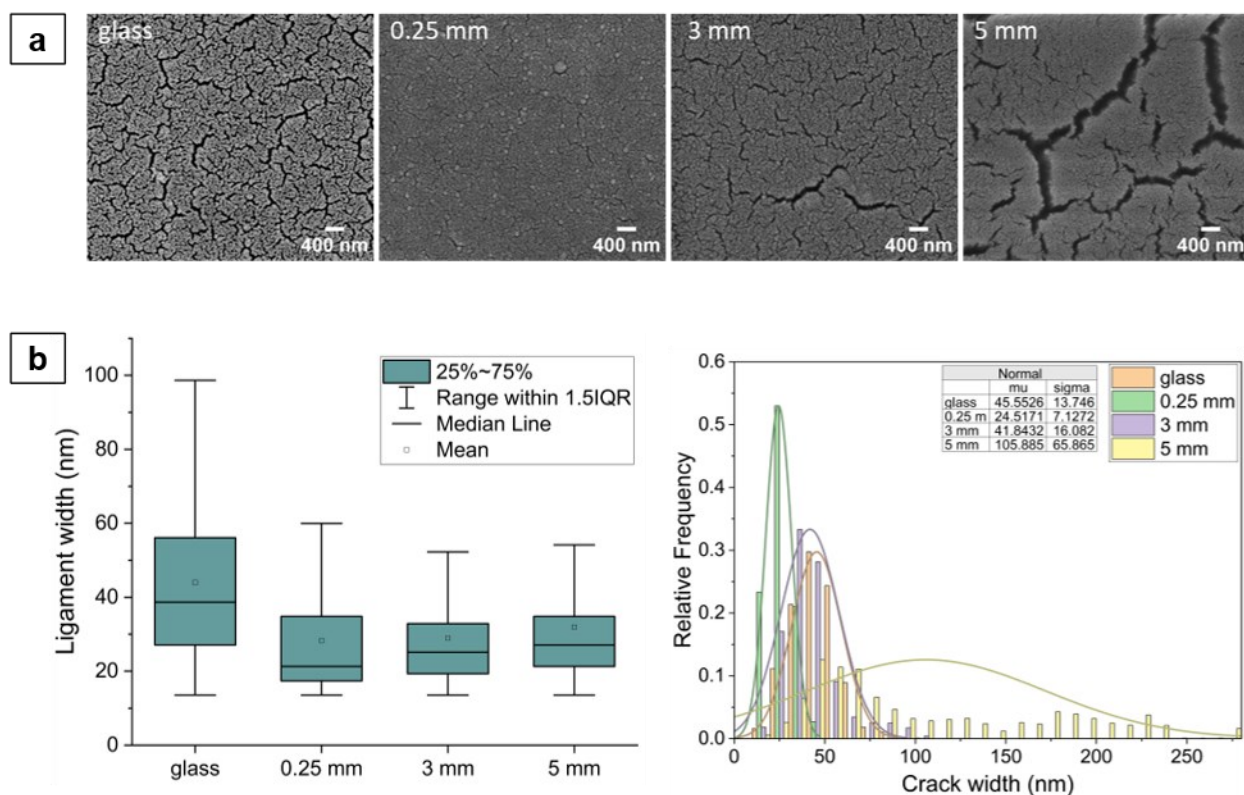 a
glass
0.25 mm
3 mm
5 mm
400 nm
400 nm
400 nm
400 nm
b
Ligament width (nm)
100
80
60
40
20
0
glass
0.25 mm
3 mm
5 mm
25%~75%
Range within 1.5IQR
Median Line
Mean
Relative Frequency
0.6
0.5
0.4
0.3
0.2
0.1
0.0
0 50 100 150 200 250
Crack width (nm)
Normal
mu sigma
glass 45.5526 13.746
0.25 m 24.5171 7.1272
3 mm 41.8432 16.082
5 mm 105.885 65.865
glass
0.25 mm
3 mm
5 mm